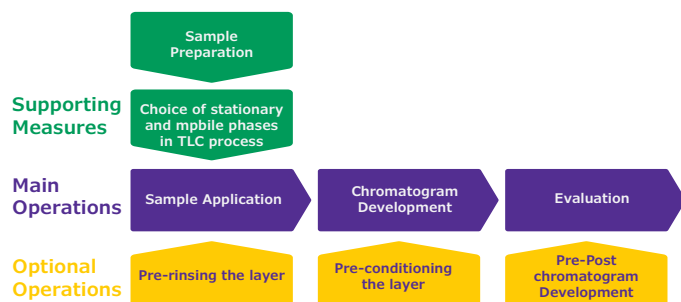 Sample
Preparation
Supporting
Measures
Choice of stationary
and mpbile phases
in TLC process
Main
Operations
Sample Application
Chromatogram
Development
Evaluation
Optional
Operations
Pre-rinsing the layer
Pre-conditioning
the layer
Pre-Post
chromatogram
Development